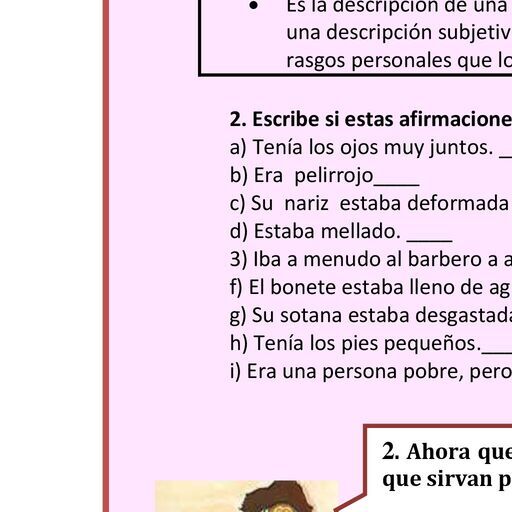 • Es la descripción de una
una descripción subjetiv
rasgos personales que lo
2. Escribe si estas afirmacione
a) Tenía los ojos muy juntos. _
b) Era pelirrojo____
c) Su nariz estaba deformada
d) Estaba mellado. ____
3) Iba a menudo al barbero a a
f) El bonete estaba lleno de ag
g) Su sotana estaba desgastada
h) Tenía los pies pequeños.___
i) Era una persona pobre, pero
2. Ahora que
que sirvan p